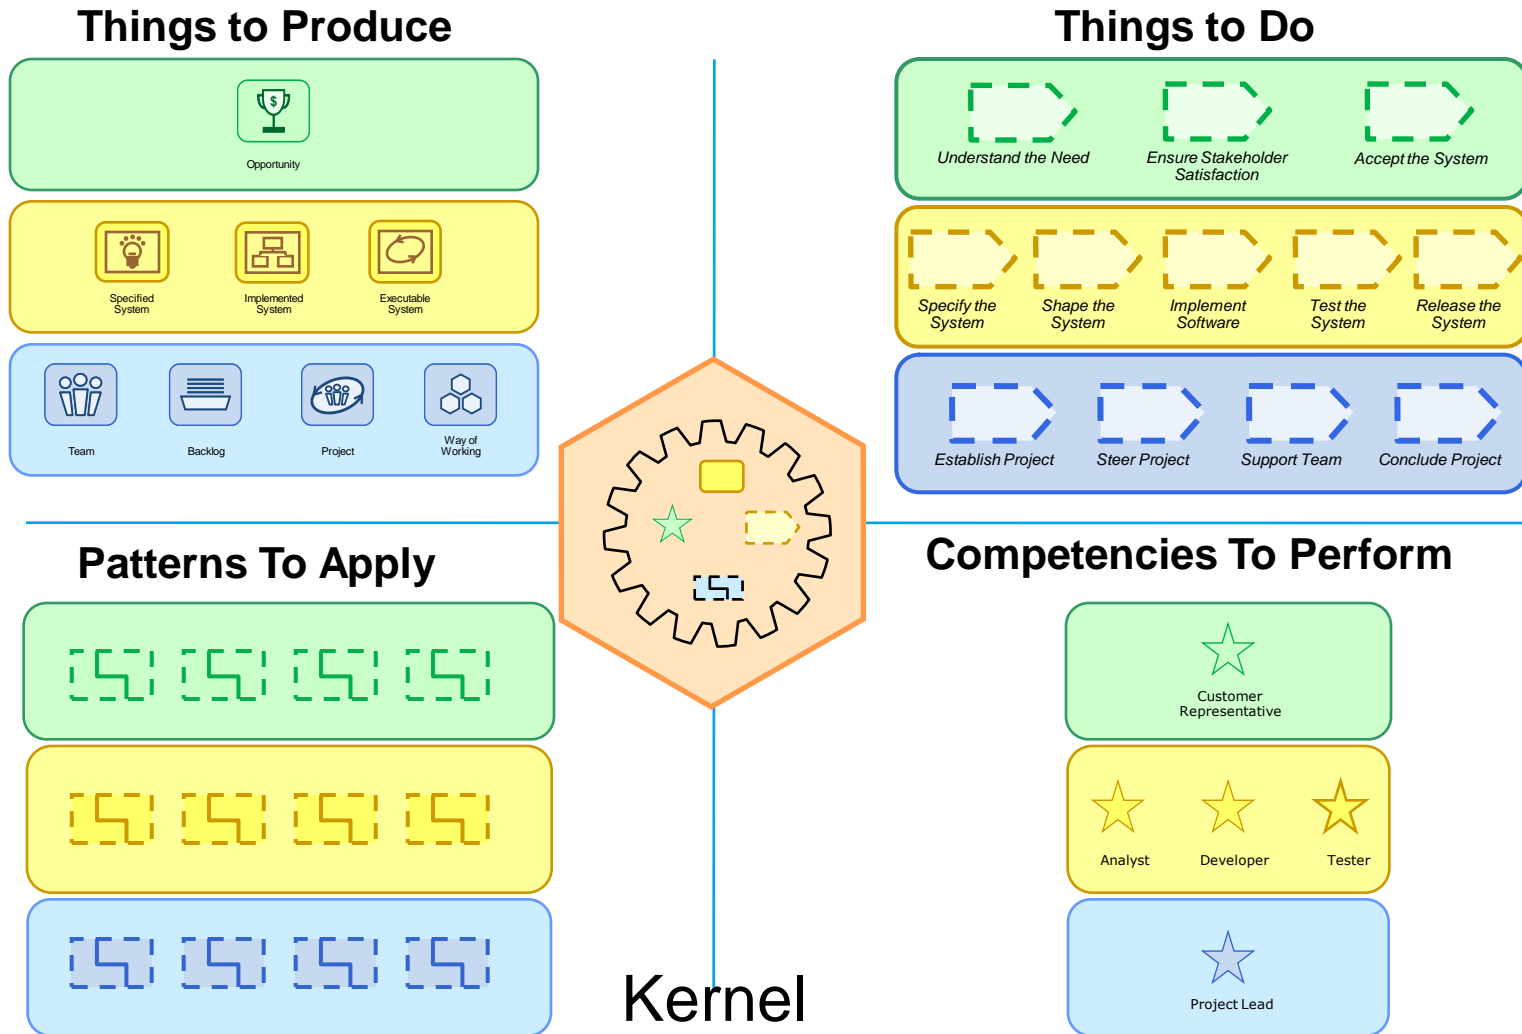 Things to Produce
$
Opportunity
Specified
System
Implemented
System
Executable
System
Team
Backlog
Project
Way of
Working
Things to Do
Understand the Need
Ensure Stakeholder
Satisfaction
Accept the System
Specify the
System
Shape the
System
Implement
Software
Test the
System
Release the
System
Establish Project
Steer Project
Support Team
Conclude Project
Patterns To Apply
Competencies To Perform
Customer
Representative
Analyst
Developer
Tester
Project Lead
Kernel